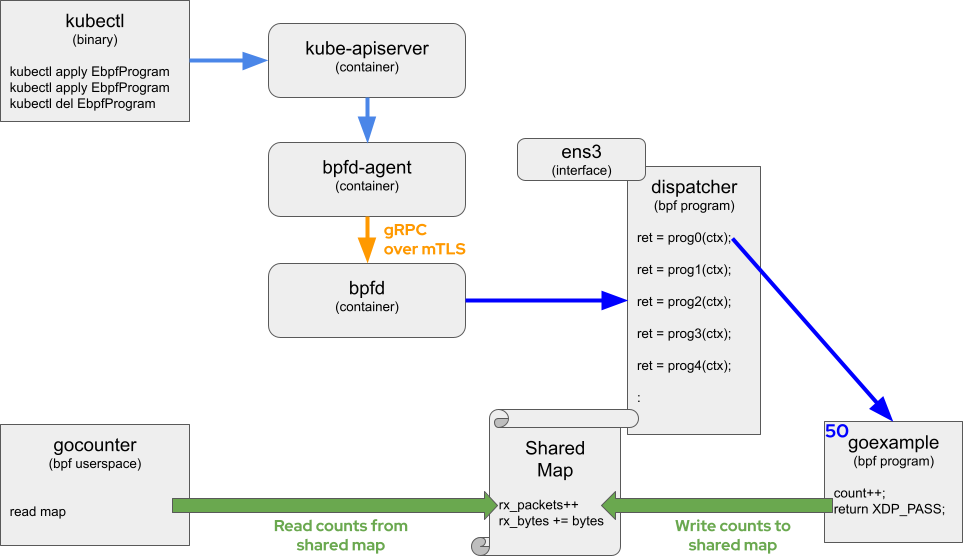 kubectl
(binary)
kubectl apply EbpfProgram
kubectl apply EbpfProgram
kubectl del EbpfProgram
kube-apiserver
(container)
bpfd-agent
(container)
gRPC
over mTLS
bpfd
(container)
ens3
(interface)
dispatcher
(bpf program)
ret = prog0(ctx);
ret = prog1(ctx);
ret = prog2(ctx);
ret = prog3(ctx);
ret = prog4(ctx);
:
gocounter
(bpf userspace)
read map
Read counts from
shared map
Shared
Map
rx_packets++
rx_bytes += bytes
Write counts to
shared map
50
goexample
(bpf program)
count++;
return XDP_PASS;